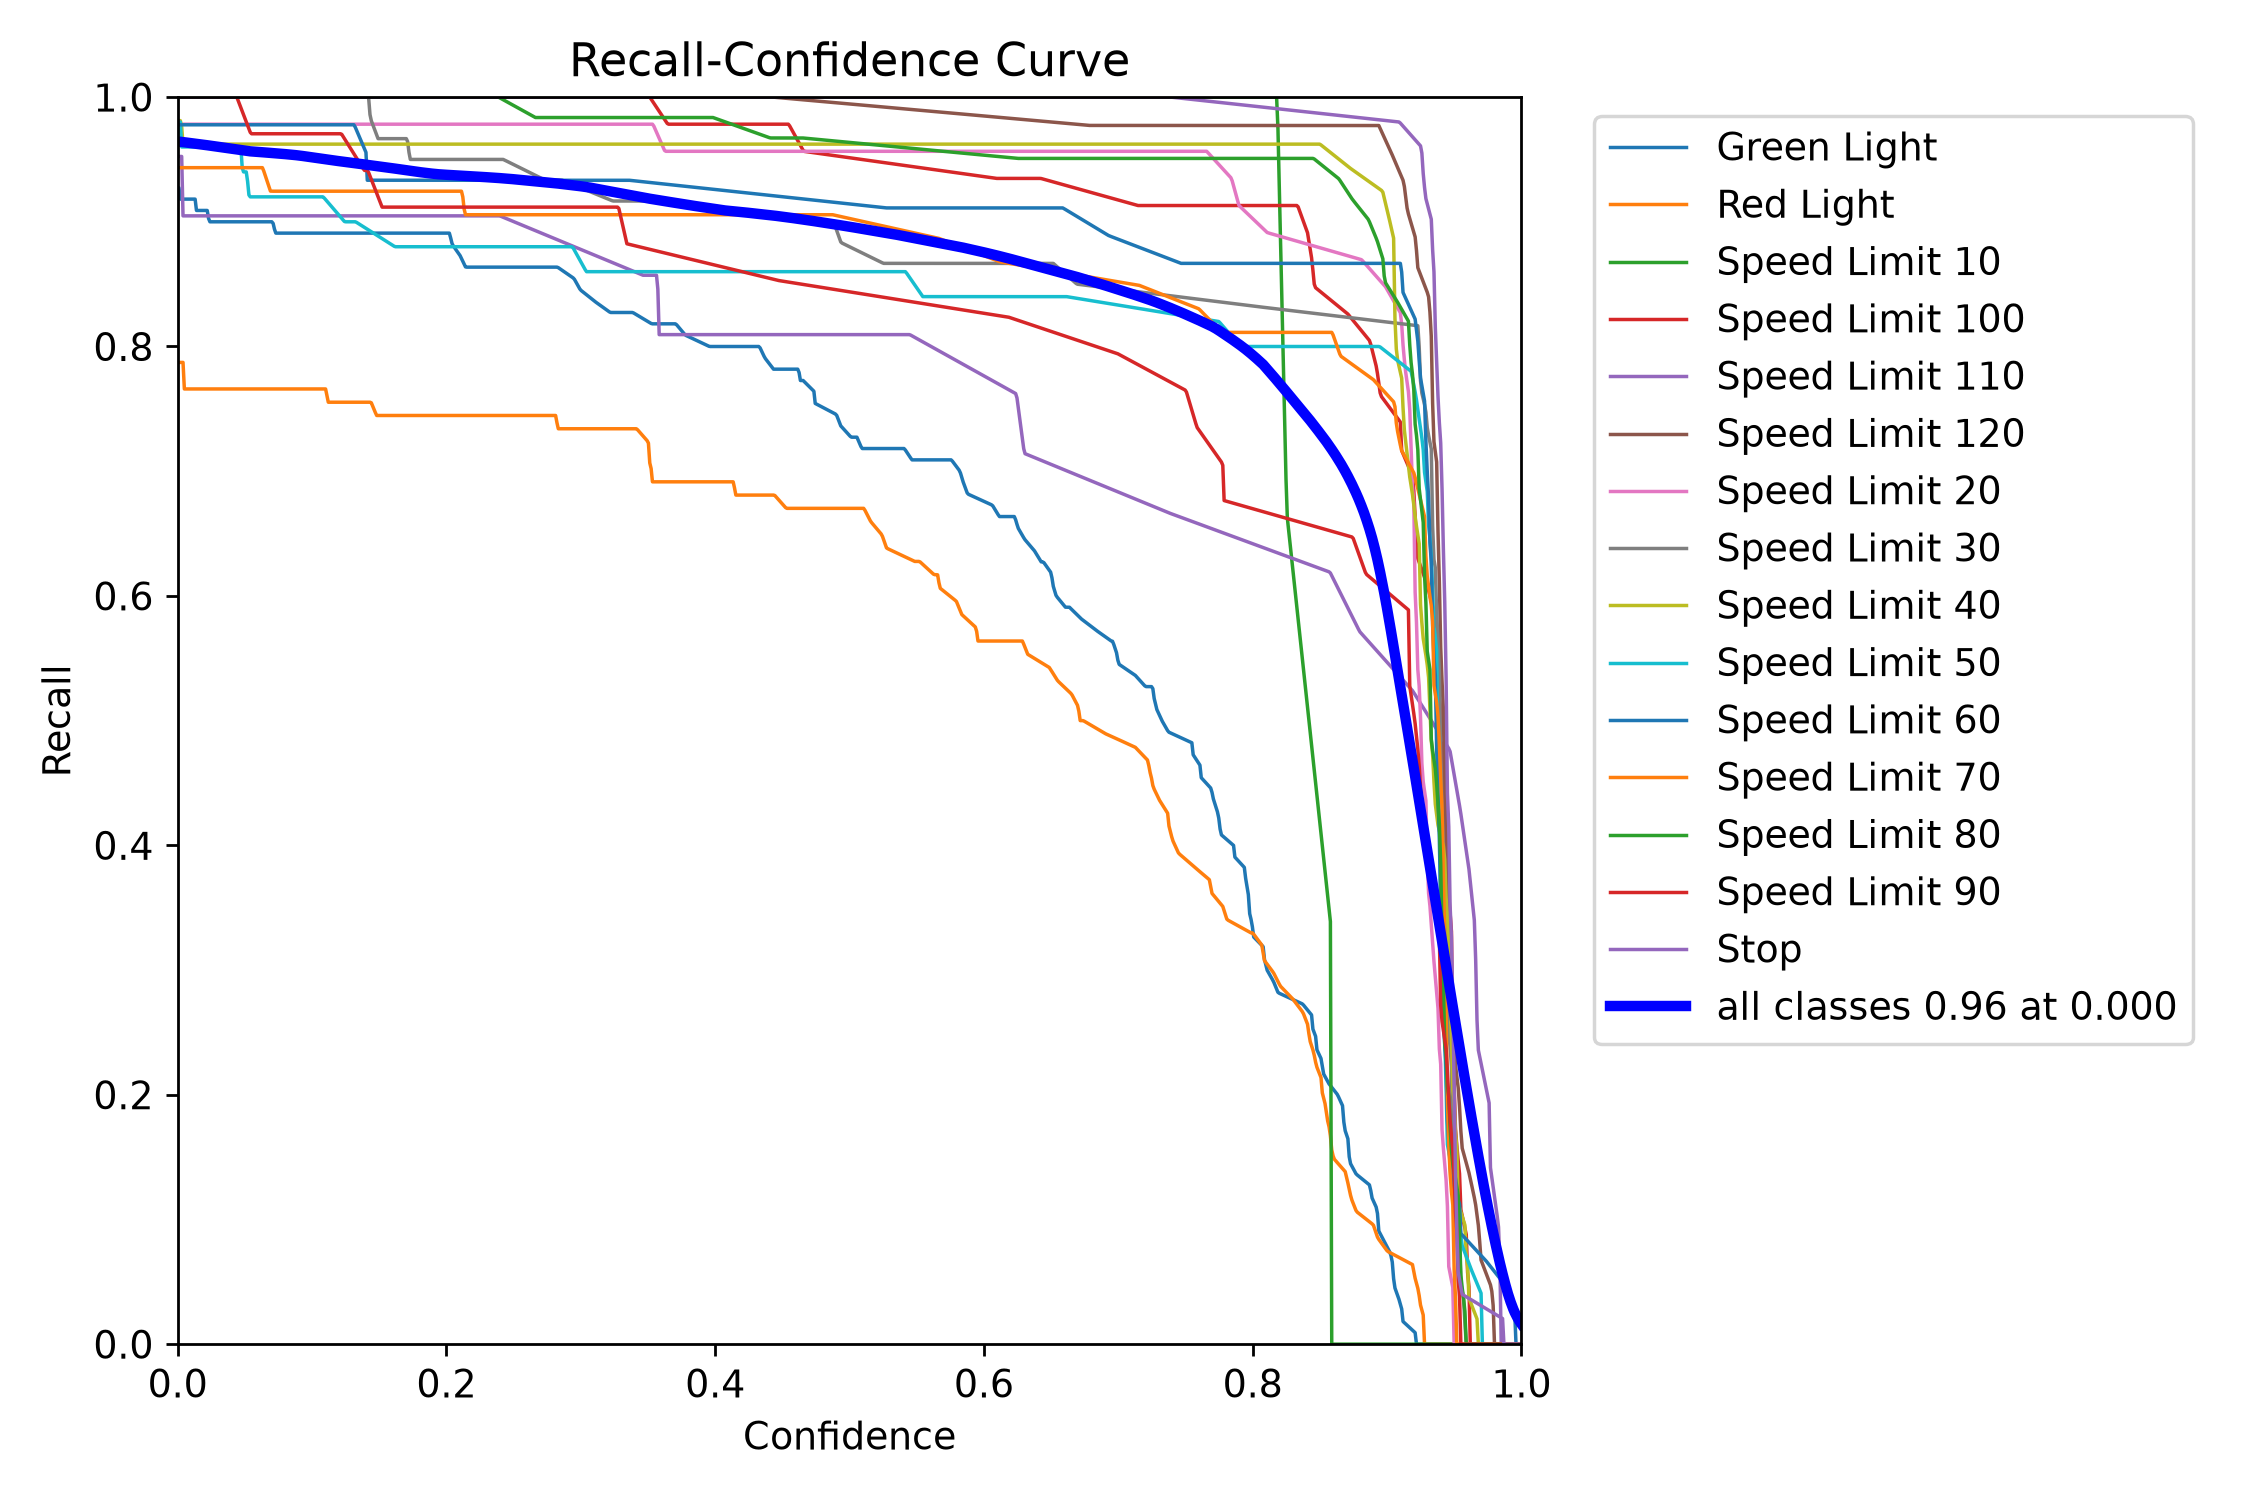 Recall-Confidence Curve
1.0
0.8
0.6
0.4
0.2
0.0
Recall
0.0 0.2 0.4 0.6 0.8 1.0
Confidence
Green Light
Red Light
Speed Limit 10
Speed Limit 100
Speed Limit 110
Speed Limit 120
Speed Limit 20
Speed Limit 30
Speed Limit 40
Speed Limit 50
Speed Limit 60
Speed Limit 70
Speed Limit 80
Speed Limit 90
Stop
all classes 0.96 at 0.000